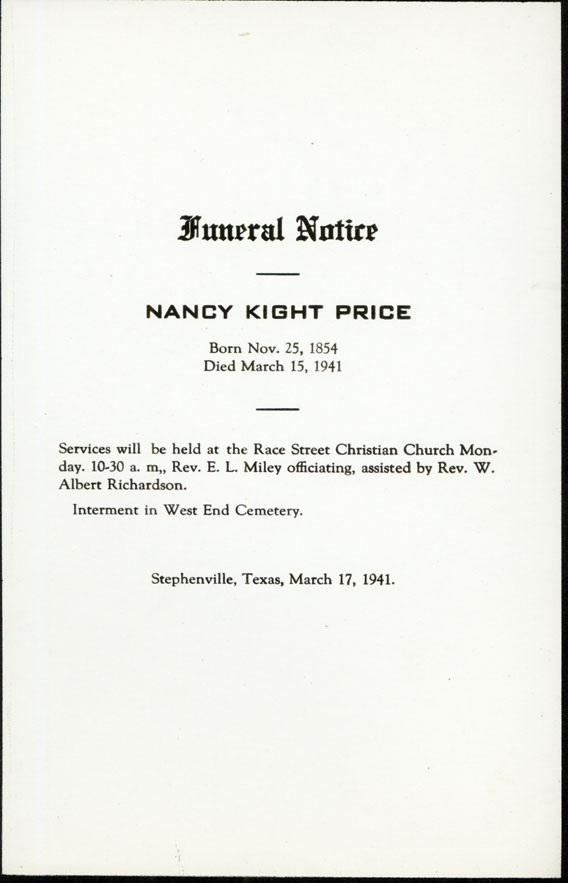 Funeral Notice
NANCY KIGHT PRICE
Born Nov. 25, 1854
Died March 15, 1941
Services will be held at the Race Street Christian Church Mon-
day. 10-30 a. m,, Rev. E. L. Miley officiating, assisted by Rev. W.
Albert Richardson.
Interment in West End Cemetery.
Stephenville, Texas, March 17, 1941.